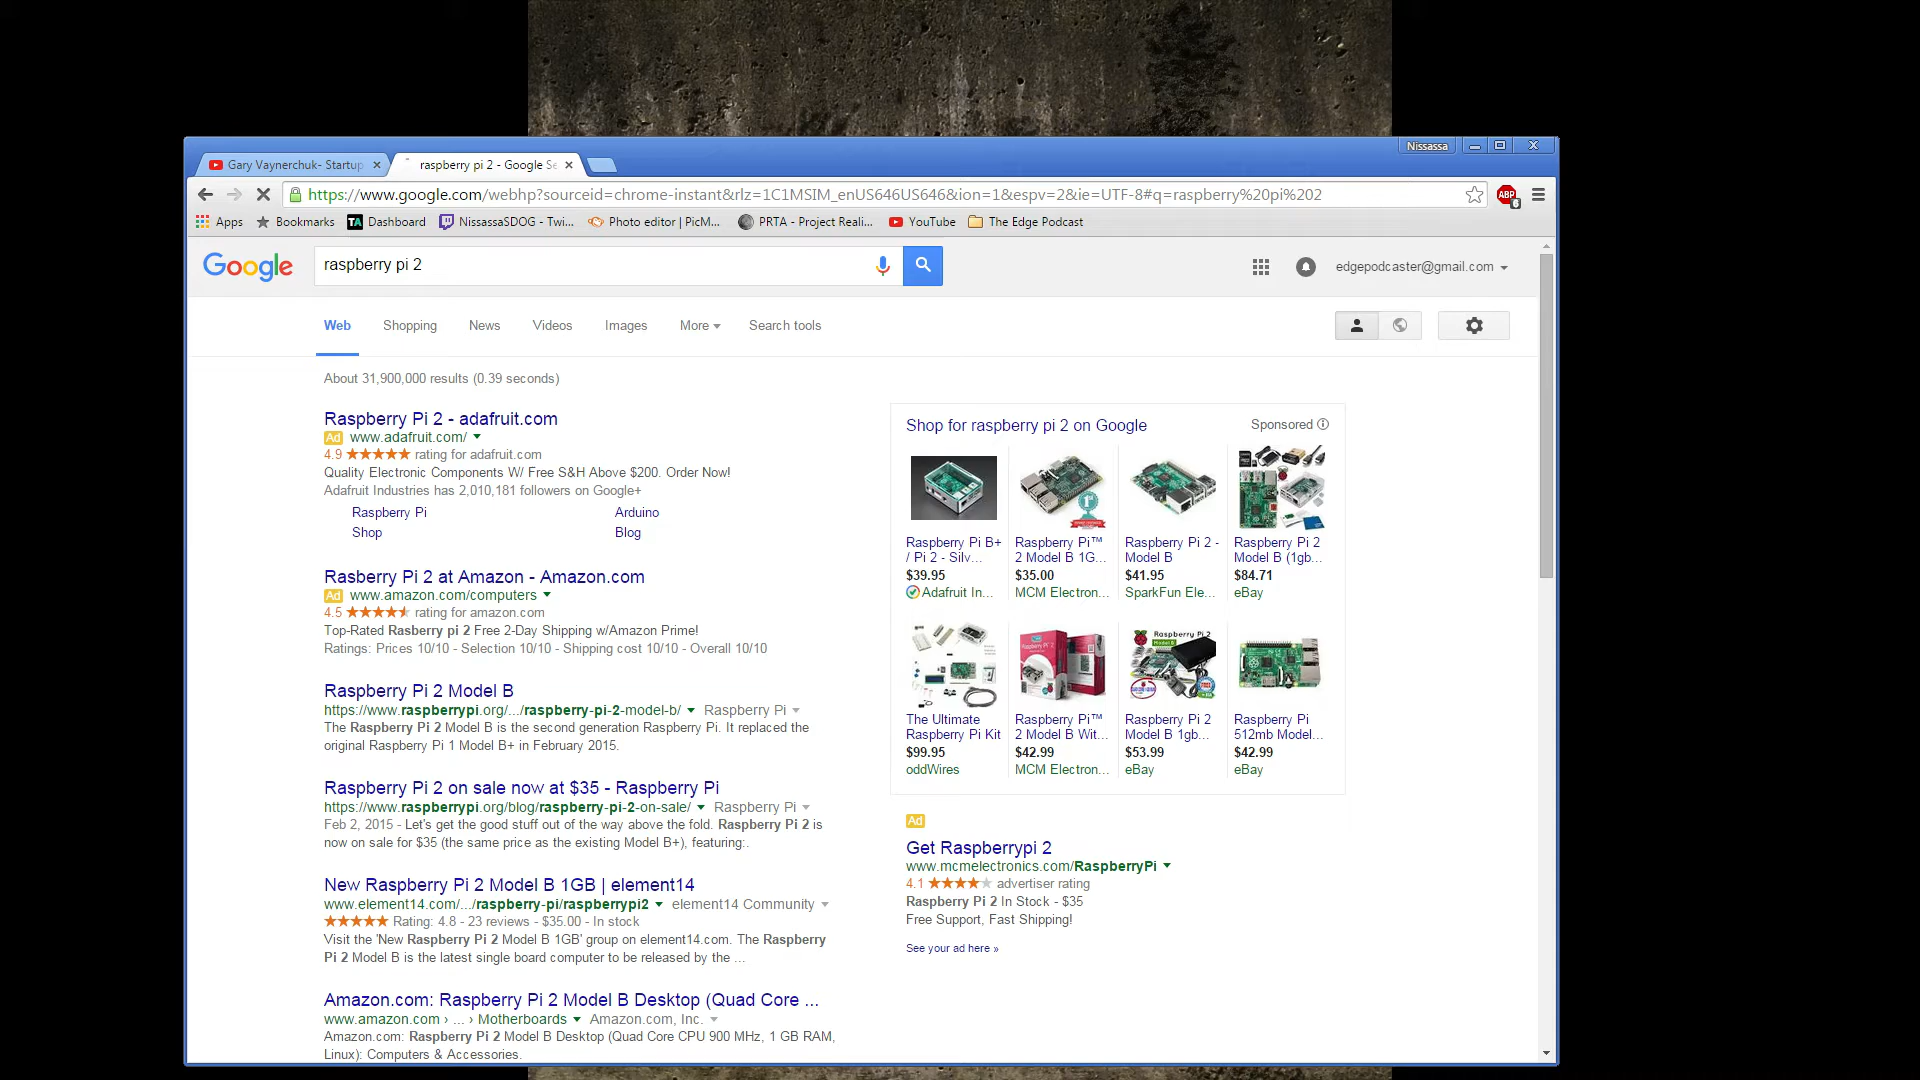 Nissassa
Gary Vaynerchuk- Startup
raspberry pi 2 - Google Se
https://www.google.com/webhp?sourceid=chrome-instant&rlz=1C1MSIM_enUS646US646&ion=1&espv=2&ie=UTF-8#q=raspberry%20pi%202
ABP
6
Apps
Bookmarks
TA
Dashboard
NissassaSDOG - Twi...
Photo editor | PicM...
PRTA - Project Reali...
YouTube
The Edge Podcast
Google
raspberry pi 2
edgepodcaster@gmail.com
Web
Shopping
News
Videos
Images
More
Search tools
About 31,900,000 results (0.39 seconds)
Raspberry Pi 2 - adafruit.com
Ad www.adafruit.com/
4.9 ★★★★★ rating for adafruit.com
Quality Electronic Components W/ Free S&H Above $200. Order Now!
Adafruit Industries has 2,010,181 followers on Google+
Raspberry Pi
Arduino
Shop
Blog
Rasberry Pi 2 at Amazon - Amazon.com
Ad www.amazon.com/computers
4.5 rating for amazon.com
Top-Rated Rasberry pi 2 Free 2-Day Shipping w/Amazon Prime!
Ratings: Prices 10/10 - Selection 10/10 - Shipping cost 10/10 - Overall 10/10
Raspberry Pi 2 Model B
https://www.raspberrypi.org/.../raspberry-pi-2-model-b/ Raspberry Pi
The Raspberry Pi 2 Model B is the second generation Raspberry Pi. It replaced the
original Raspberry Pi 1 Model B+ in February 2015.
Raspberry Pi 2 on sale now at $35 - Raspberry Pi
https://www.raspberrypi.org/blog/raspberry-pi-2-on-sale/ Raspberry Pi
Feb 2, 2015 - Let's get the good stuff out of the way above the fold. Raspberry Pi 2 is
now on sale for $35 (the same price as the existing Model B+), featuring:.
New Raspberry Pi 2 Model B 1GB | element14
www.element14.com/.../raspberry-pi/raspberrypi2 element14 Community
Rating: 4.8 - 23 reviews - $35.00 - In stock
Visit the 'New Raspberry Pi 2 Model B 1GB' group on element14.com. The Raspberry
Pi 2 Model B is the latest single board computer to be released by the ...
Amazon.com: Raspberry Pi 2 Model B Desktop (Quad Core ...
www.amazon.com › ... › Motherboards Amazon.com, Inc.
Amazon.com: Raspberry Pi 2 Model B Desktop (Quad Core CPU 900 MHz, 1 GB RAM,
Linux): Computers & Accessories.
Shop for raspberry pi 2 on Google
Sponsored
Raspberry Pi B+
/ Pi 2 - Silv...
$39.95
Adafruit In...
Raspberry Pi™
2 Model B 1G...
$35.00
MCM Electron...
Raspberry Pi 2 -
Model B
$41.95
SparkFun Ele...
Raspberry Pi 2
Model B (1gb...
$84.71
eBay
The Ultimate
Raspberry Pi Kit
$99.95
oddWires
Raspberry Pi™
2 Model B Wit...
$42.99
MCM Electron...
Raspberry Pi 2
Raspberry Pi 2
Model B 1gb...
$53.99
eBay
Raspberry Pi
512mb Model...
$42.99
eBay
Ad
Get Raspberrypi 2
www.mcmelectronics.com/RaspberryPi
4.1 advertiser rating
Raspberry Pi 2 In Stock - $35
Free Support, Fast Shipping!
See your ad here »